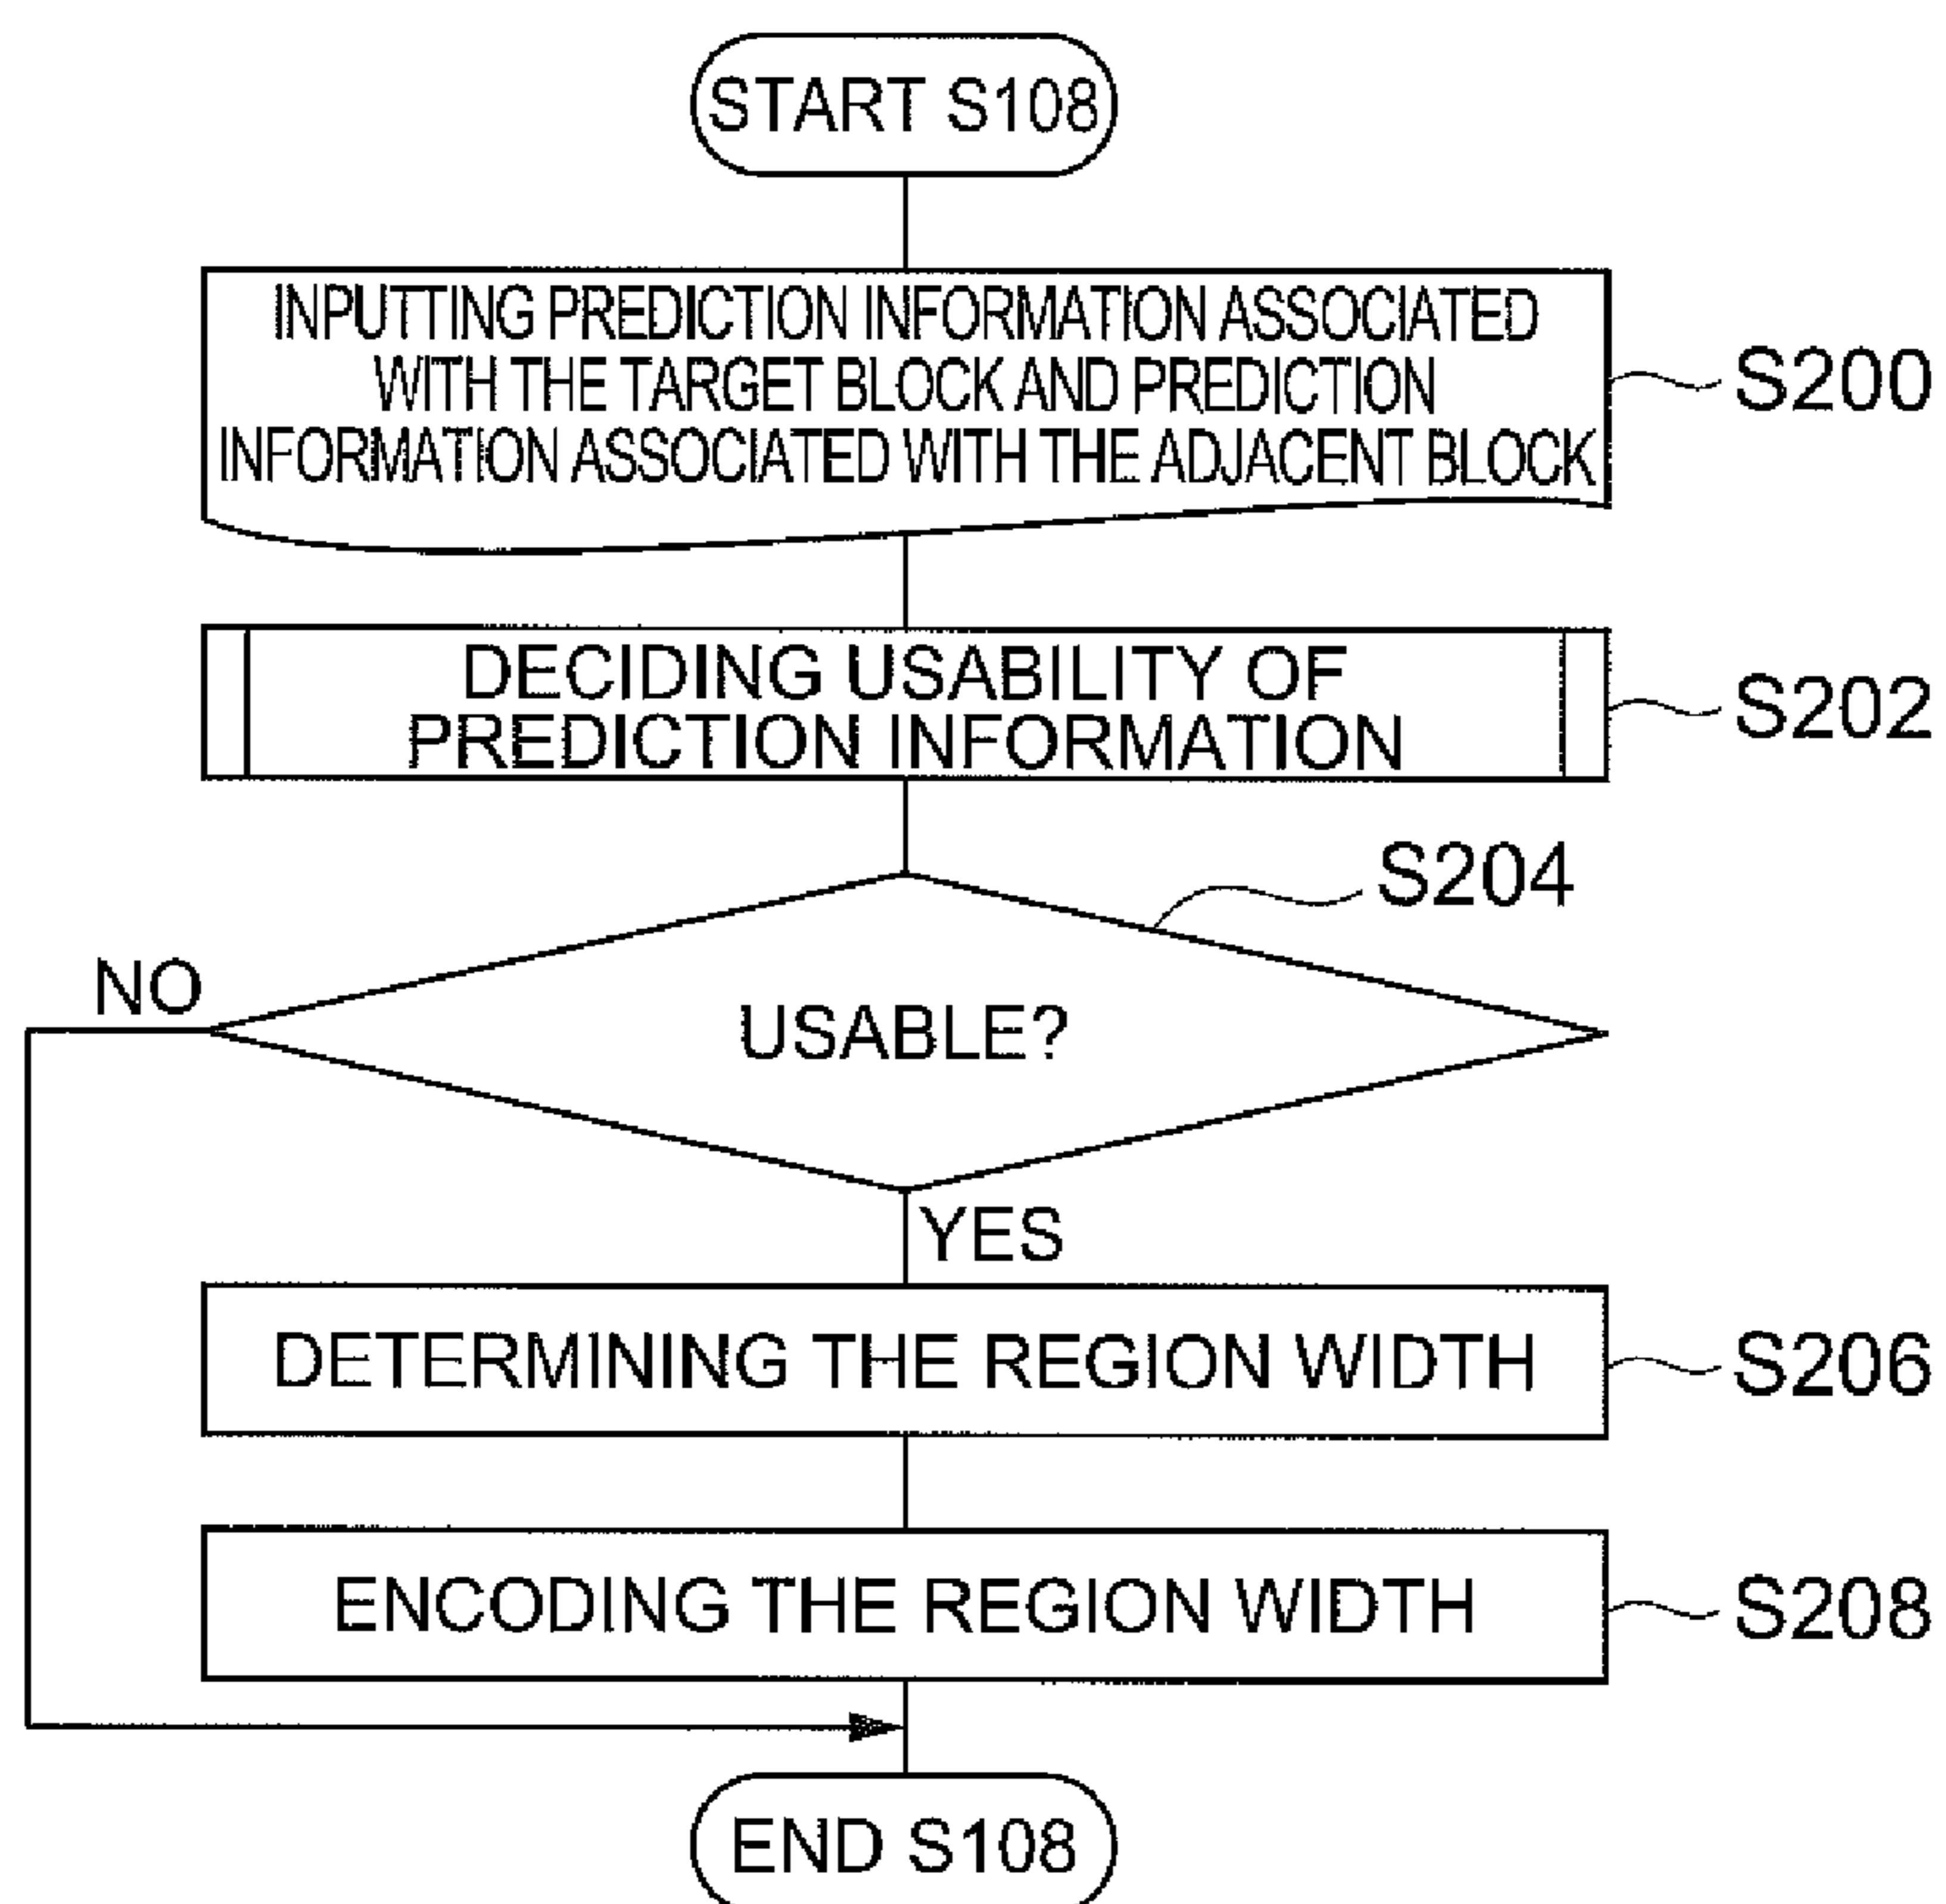 START S108
INPUTTING PREDICTION INFORMATION ASSOCIATED
WITH THE TARGET BLOCK AND PREDICTION
INFORMATION ASSOCIATED WITH THE ADJACENT BLOCK
S200
DECIDING USABILITY OF
PREDICTION INFORMATION
S202
S204
NO
USABLE?
YES
DETERMINING THE REGION WIDTH
S206
ENCODING THE REGION WIDTH
S208
END S108